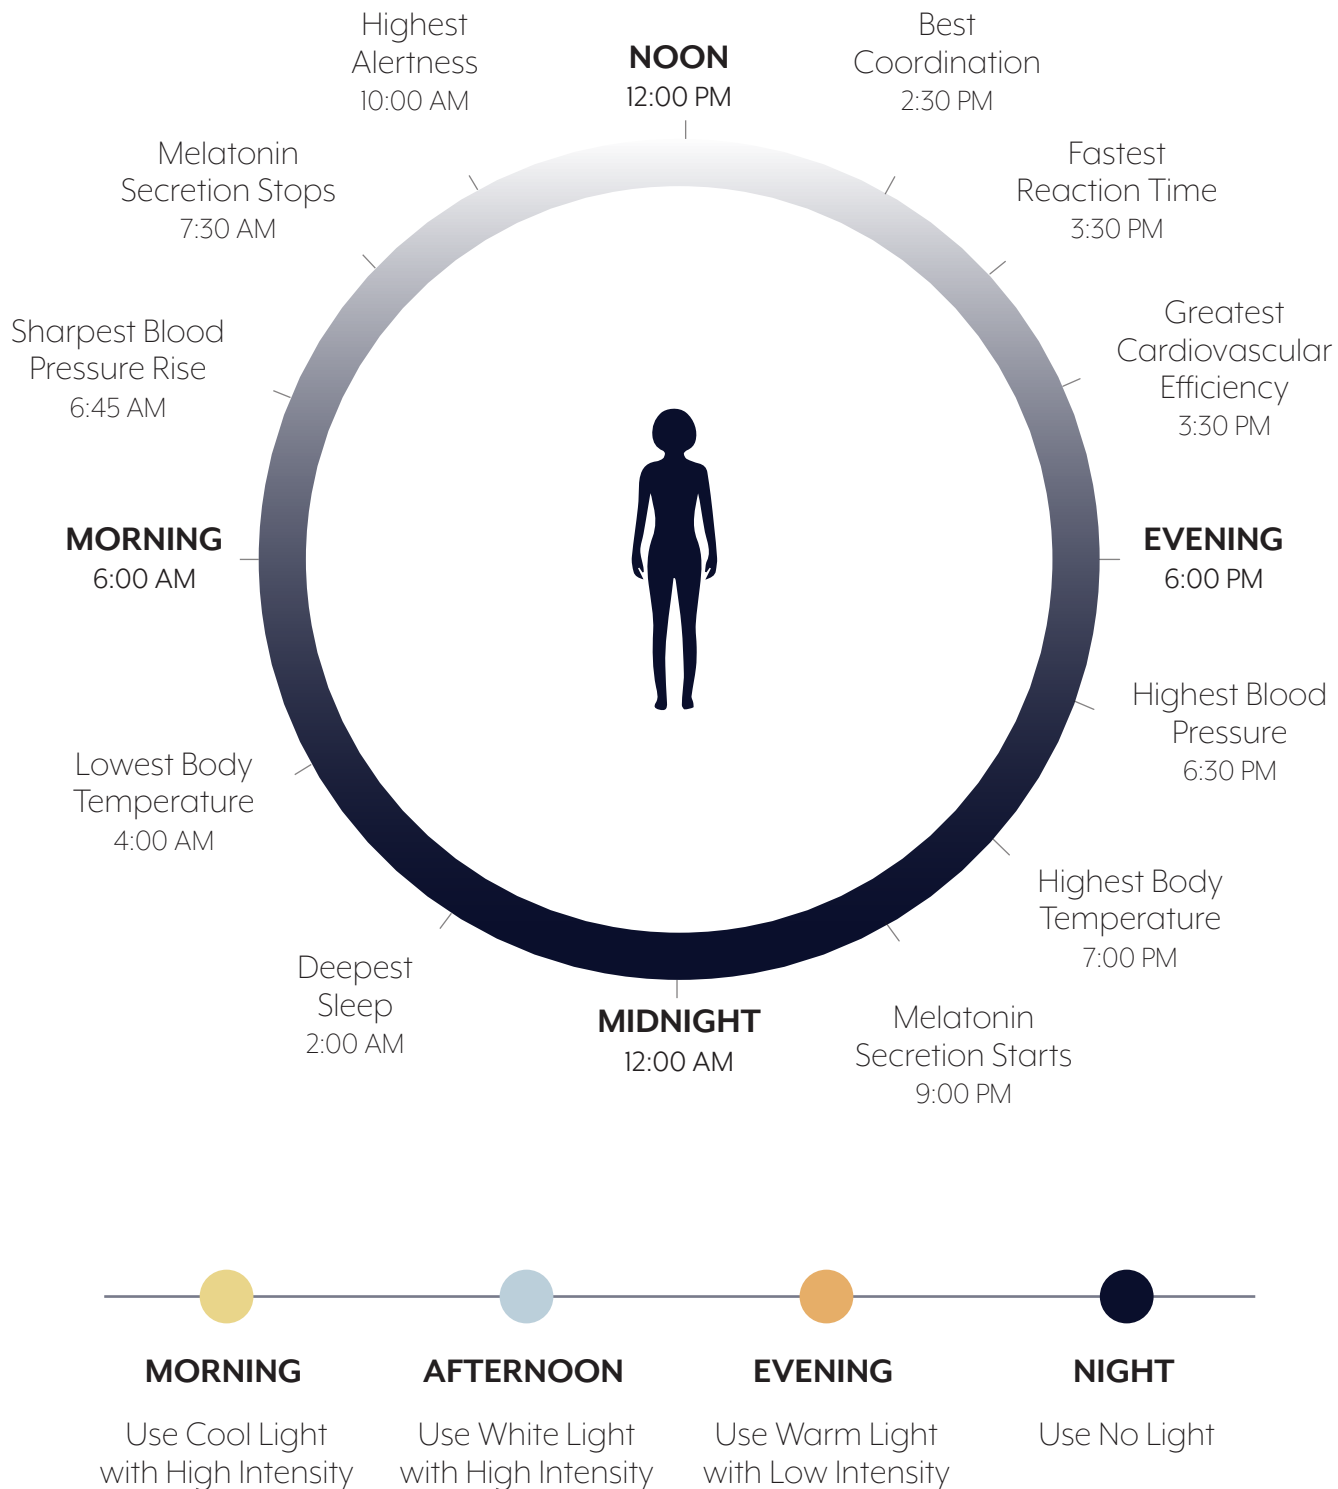 Highest
Alertness
10:00 AM
NOON
12:00 PM
Best
Coordination
2:30 PM
Melatonin
Secretion Stops
7:30 AM
Fastest
Reaction Time
3:30 PM
Sharpest Blood
Pressure Rise
6:45 AM
Greatest
Cardiovascular
Efficiency
3:30 PM
MORNING
6:00 AM
EVENING
6:00 PM
Highest Blood
Pressure
6:30 PM
Lowest Body
Temperature
4:00 AM
Highest Body
Temperature
7:00 PM
Deepest
Sleep
2:00 AM
MIDNIGHT
12:00 AM
Melatonin
Secretion Starts
9:00 PM
MORNING
Use Cool Light
with High Intensity
AFTERNOON
Use White Light
with High Intensity
EVENING
Use Warm Light
with Low Intensity
NIGHT
Use No Light